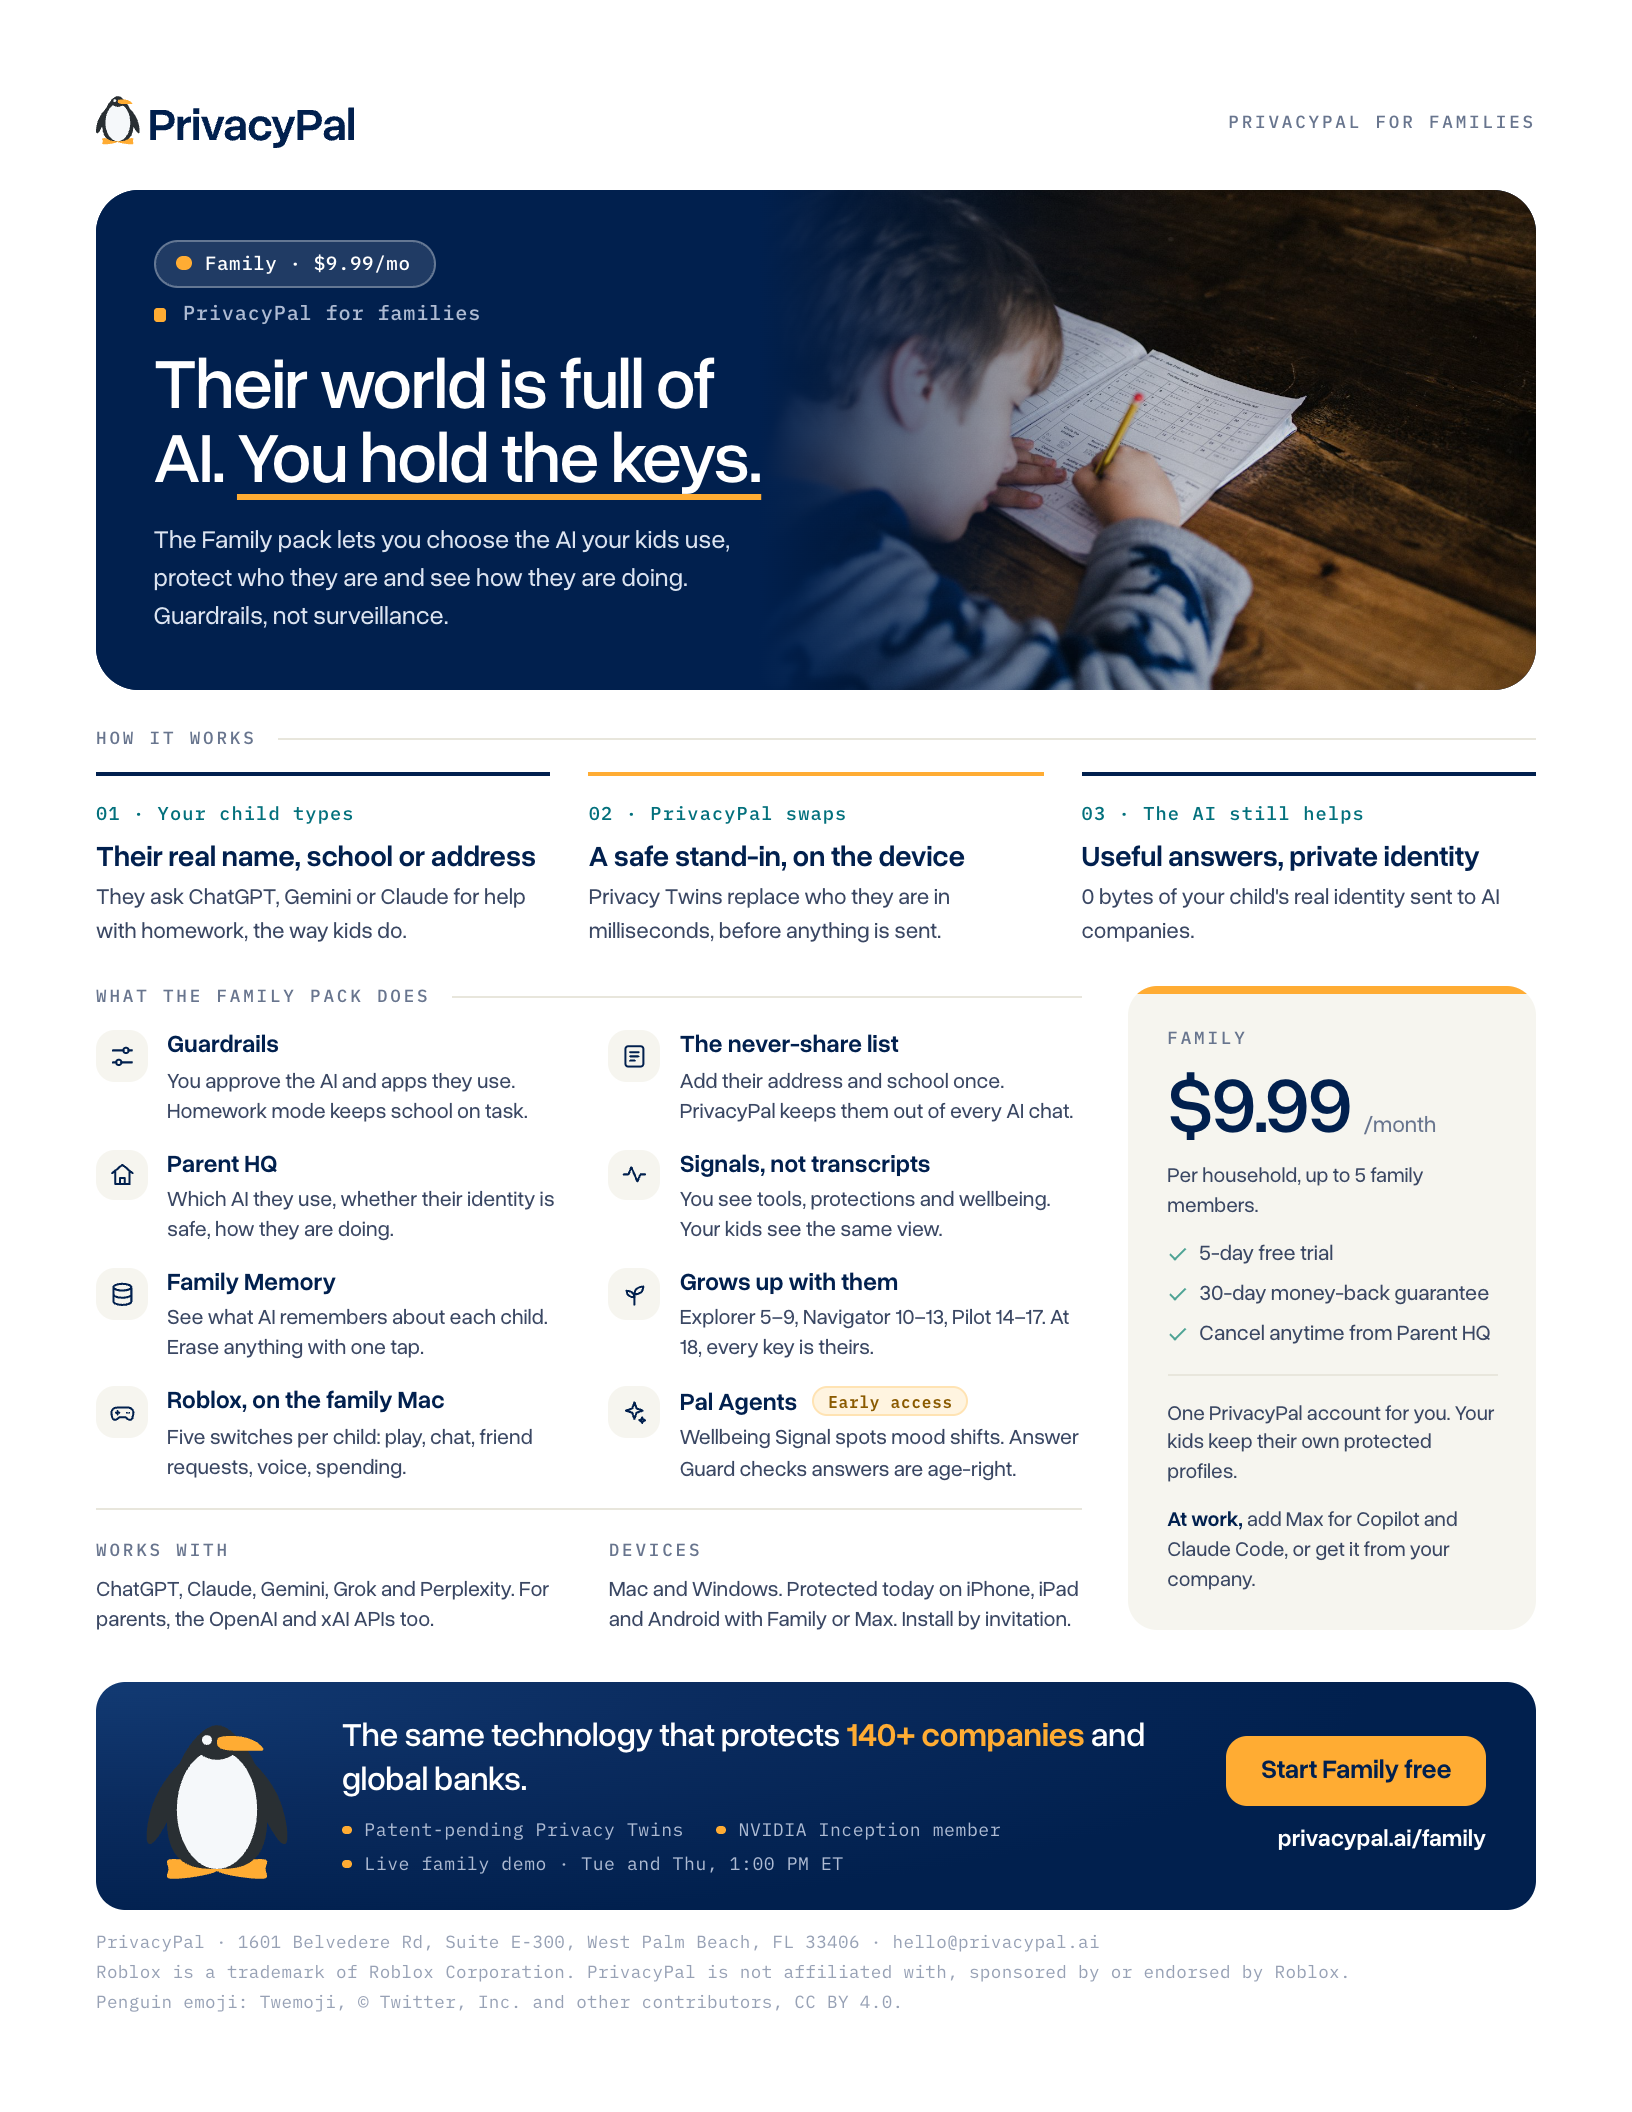 PrivacyPal
PRIVACYPAL FOR FAMILIES
Family · $9.99/mo
PrivacyPal for families
Their world is full of
AI. You hold the keys.
The Family pack lets you choose the AI your kids use,
protect who they are and see how they are doing.
Guardrails, not surveillance.
HOW IT WORKS
01 · Your child types
Their real name, school or address
They ask ChatGPT, Gemini or Claude for help
with homework, the way kids do.
02 · PrivacyPal swaps
A safe stand-in, on the device
Privacy Twins replace who they are in
milliseconds, before anything is sent.
03 · The AI still helps
Useful answers, private identity
0 bytes of your child's real identity sent to AI
companies.
WHAT THE FAMILY PACK DOES
Guardrails
You approve the AI and apps they use.
Homework mode keeps school on task.
The never-share list
Add their address and school once.
PrivacyPal keeps them out of every AI chat.
Parent HQ
Which AI they use, whether their identity is
safe, how they are doing.
Signals, not transcripts
You see tools, protections and wellbeing.
Your kids see the same view.
Family Memory
See what AI remembers about each child.
Erase anything with one tap.
Grows up with them
Explorer 5–9, Navigator 10–13, Pilot 14–17. At
18, every key is theirs.
Roblox, on the family Mac
Five switches per child: play, chat, friend
requests, voice, spending.
Pal Agents Early access
Wellbeing Signal spots mood shifts. Answer
Guard checks answers are age-right.
WORKS WITH
ChatGPT, Claude, Gemini, Grok and Perplexity. For
parents, the OpenAI and xAI APIs too.
DEVICES
Mac and Windows. Protected today on iPhone, iPad
and Android with Family or Max. Install by invitation.
FAMILY
$9.99 /month
Per household, up to 5 family
members.
5-day free trial
30-day money-back guarantee
Cancel anytime from Parent HQ
One PrivacyPal account for you. Your
kids keep their own protected
profiles.
At work, add Max for Copilot and
Claude Code, or get it from your
company.
The same technology that protects 140+ companies and
global banks.
Patent-pending Privacy Twins NVIDIA Inception member
Live family demo · Tue and Thu, 1:00 PM ET
Start Family free
privacypal.ai/family
PrivacyPal · 1601 Belvedere Rd, Suite E-300, West Palm Beach, FL 33406 · hello@privacypal.ai
Roblox is a trademark of Roblox Corporation. PrivacyPal is not affiliated with, sponsored by or endorsed by Roblox.
Penguin emoji: Twemoji, © Twitter, Inc. and other contributors, CC BY 4.0.